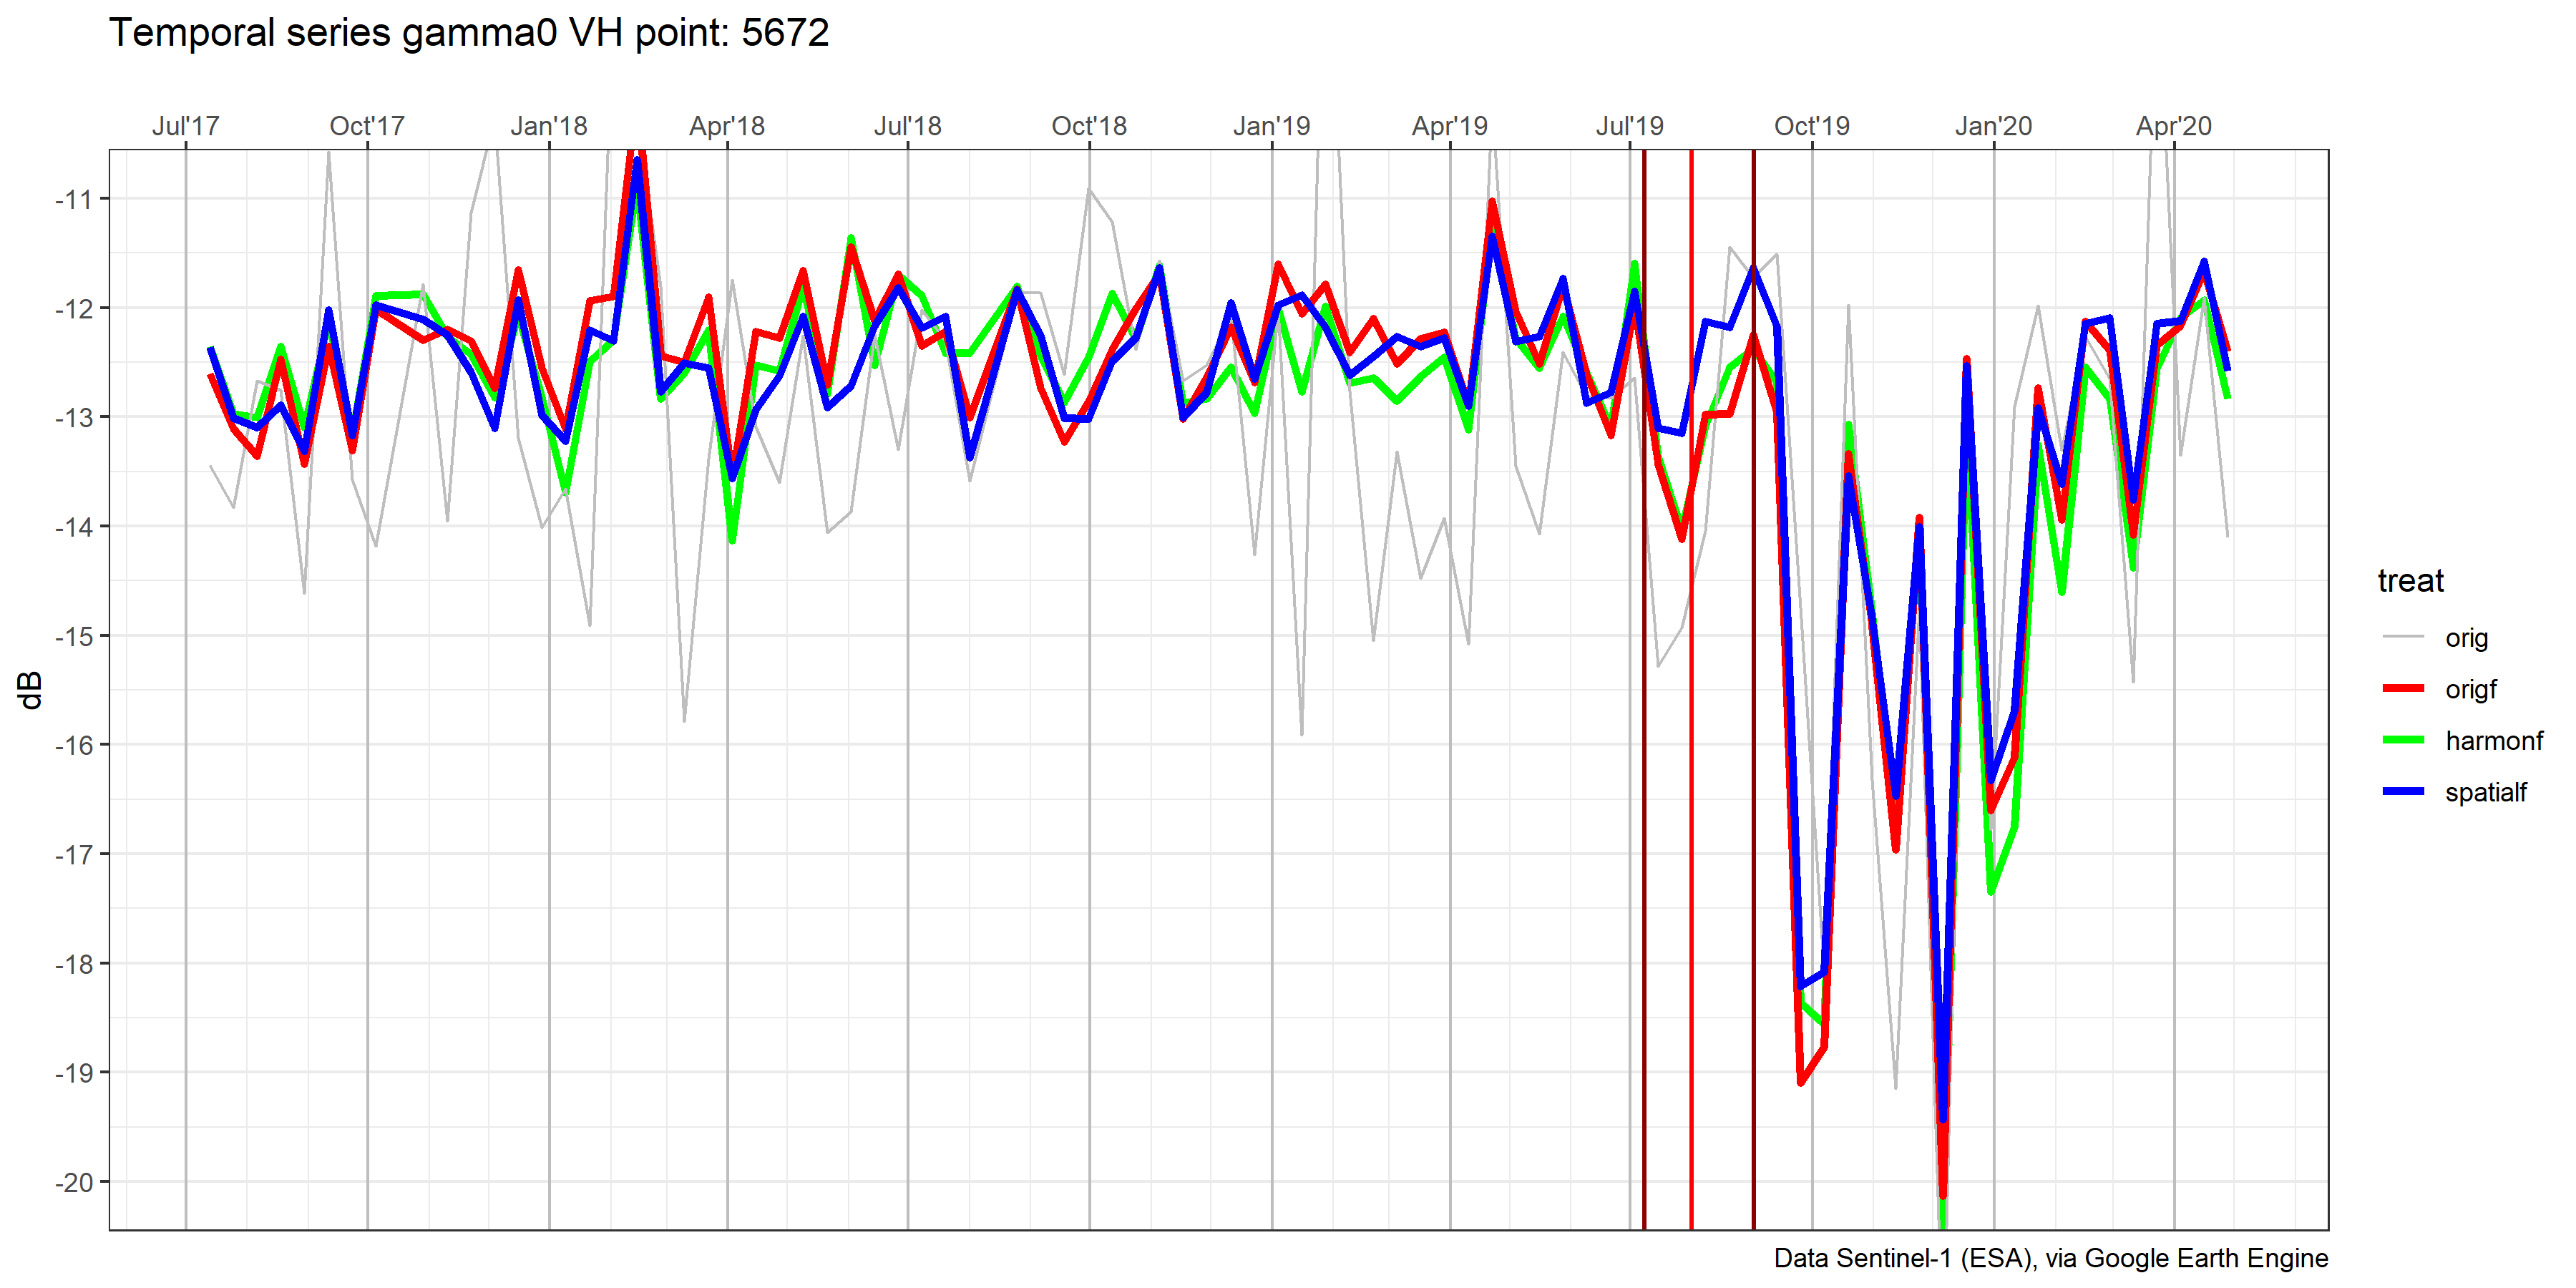 Temporal series gamma0 VH point: 5672
Jul'17 Oct'17 Jan'18 Apr'18 Jul'18 Oct'18 Jan'19 Apr'19 Jul'19 Oct'19 Jan'20 Apr'20
-11
-12
-13
-14
-15
-16
-17
-18
-19
-20
dB
treat
orig
origf
harmonf
spatialf
Data Sentinel-1 (ESA), via Google Earth Engine